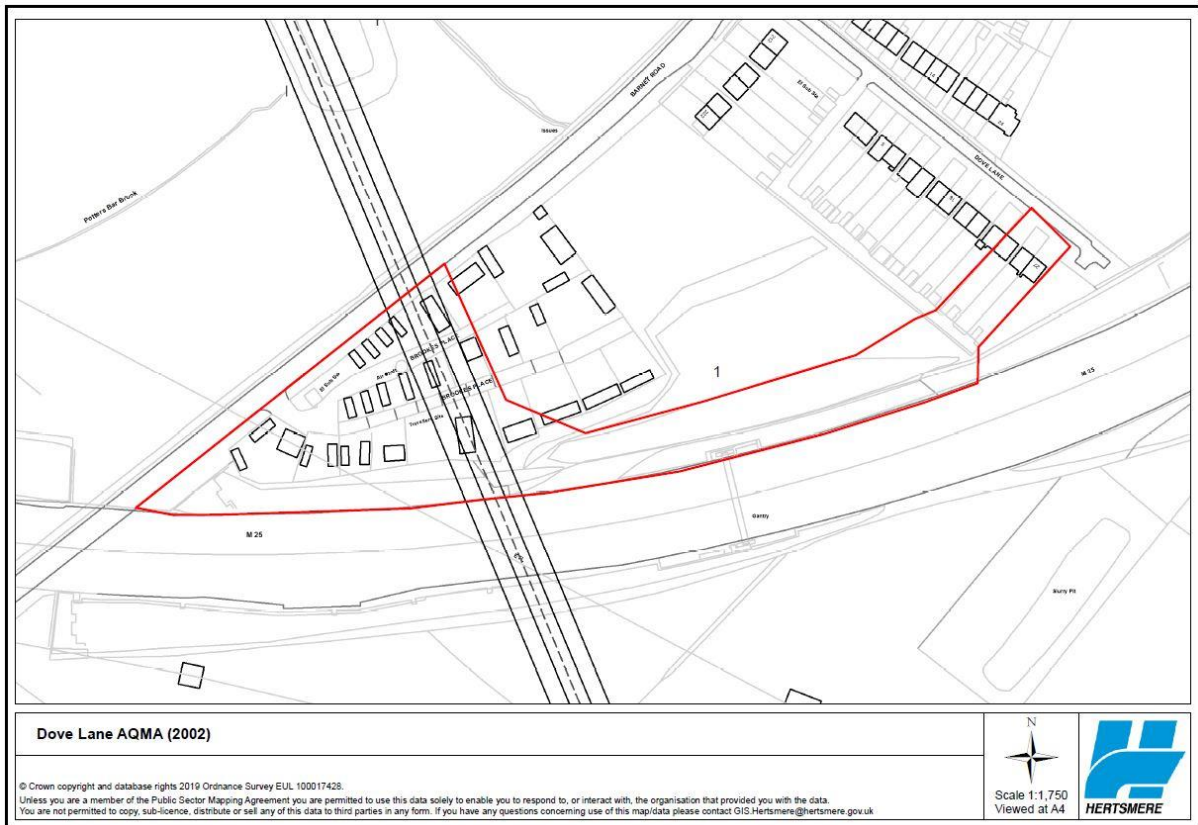 BARNET ROAD
El Sub Sta
Issues
DOVE LANE
Potters Bar Brook
22
BROOKES PLACE
El Sub Sta
BROOKES PLACE
1
M 25
M 25
Gantry
Slurry Pit
Dove Lane AQMA (2002)
© Crown copyright and database rights 2019 Ordnance Survey EUL 100017428.
Unless you are a member of the Public Sector Mapping Agreement you are permitted to use this data solely to enable you to respond to, or interact with, the organisation that provided you with the data.
You are not permitted to copy, sub-licence, distribute or sell any of this data to third parties in any form. If you have any questions concerning use of this map/data please contact GIS.Hertsmere@hertsmere.gov.uk
N
Scale 1:1,750
Viewed at A4
HERTSMERE